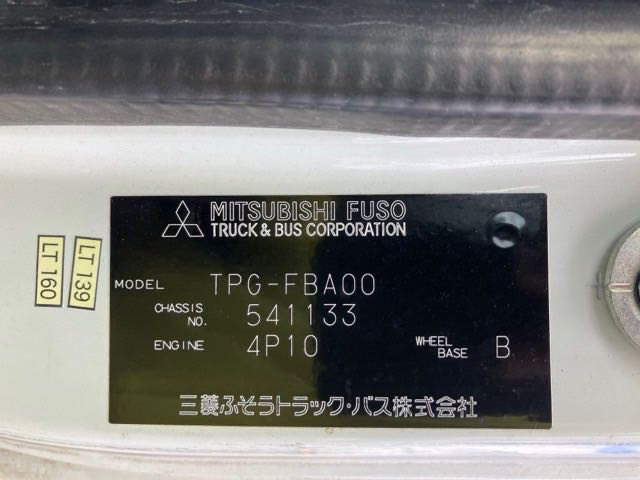 MITSUBISHI FUSO
TRUCK & BUS CORPORATION
MODEL TPG-FBA00
CHASSIS NO. 541133
ENGINE 4P10 WHEEL BASE B
三菱ふそうトラック・バス株式会社
LT 139
LT 160